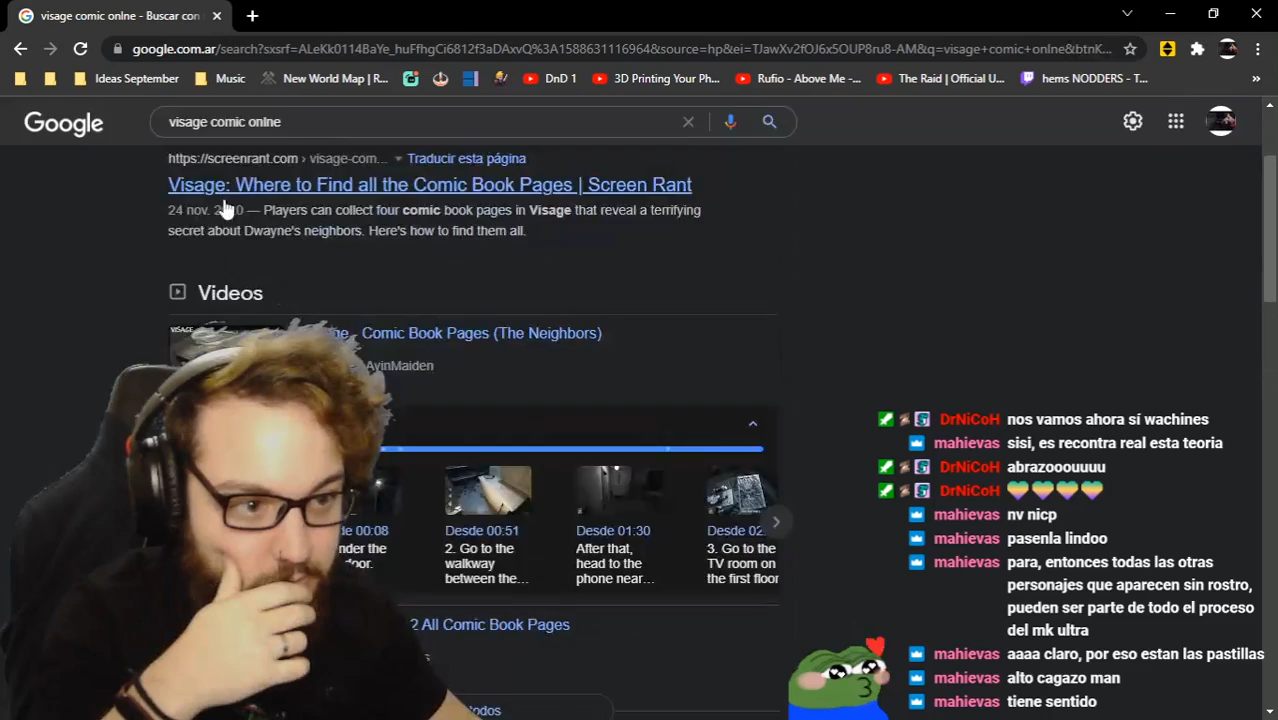 visage comic onlne - Buscar con
google.com.ar/search?sxsrf=ALeKk0114BaYe_huFfhgCi6812f3aDAxvQ%3A1588631116964&source=hp&ei=TJawXv2fOJ6x5OUP8ru8-AM&q=visage+comic+onlne&btnK...
Ideas September
Music
New World Map | R...
DnD 1
3D Printing Your Ph...
Rufio - Above Me -...
The Raid | Official U...
hems NODDERS - T...
»
Google
visage comic onlne
https://screenrant.com › visage-com...
Traducir esta página
Visage: Where to Find all the Comic Book Pages | Screen Rant
24 nov. — Players can collect four comic book pages in Visage that reveal a terrifying
secret about Dwayne's neighbors. Here's how to find them all.
Videos
Comic Book Pages (The Neighbors)
AyinMaiden
Desde 00:08
Desde 00:51
2. Go to the
walkway
between the...
Desde 01:30
After that,
head to the
phone near...
Desde 02
3. Go to the
TV room on
the first floor
2 All Comic Book Pages
DrNiCoH nos vamos ahora sí wachines
mahievas sisi, es recontra real esta teoria
DrNiCoH abrazooouuuu
DrNiCoH
mahievas nv nicp
mahievas pasenla lindoo
mahievas para, entonces todas las otras
personajes que aparecen sin rostro,
pueden ser parte de todo el proceso
del mk ultra
mahievas aaaa claro, por eso estan las pastillas
mahievas alto cagazo man
mahievas tiene sentido